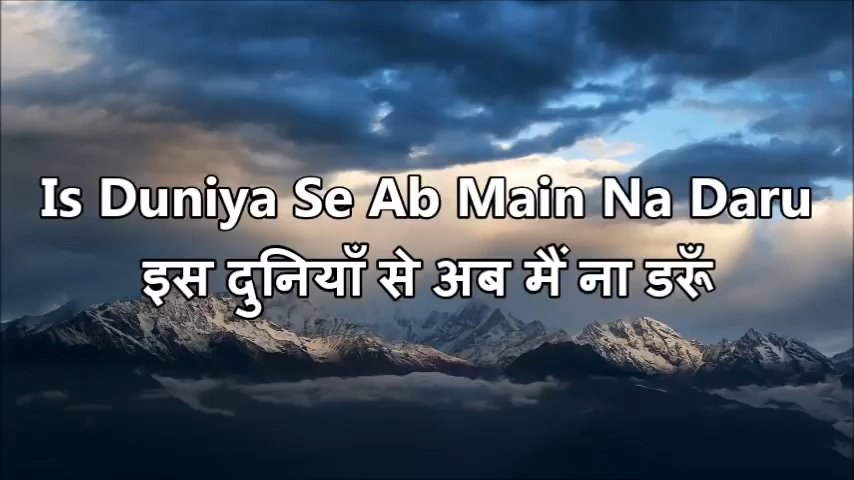 Is Duniya Se Ab Main Na Daru
इस दुनियाँ से अब मैं ना डरूँ